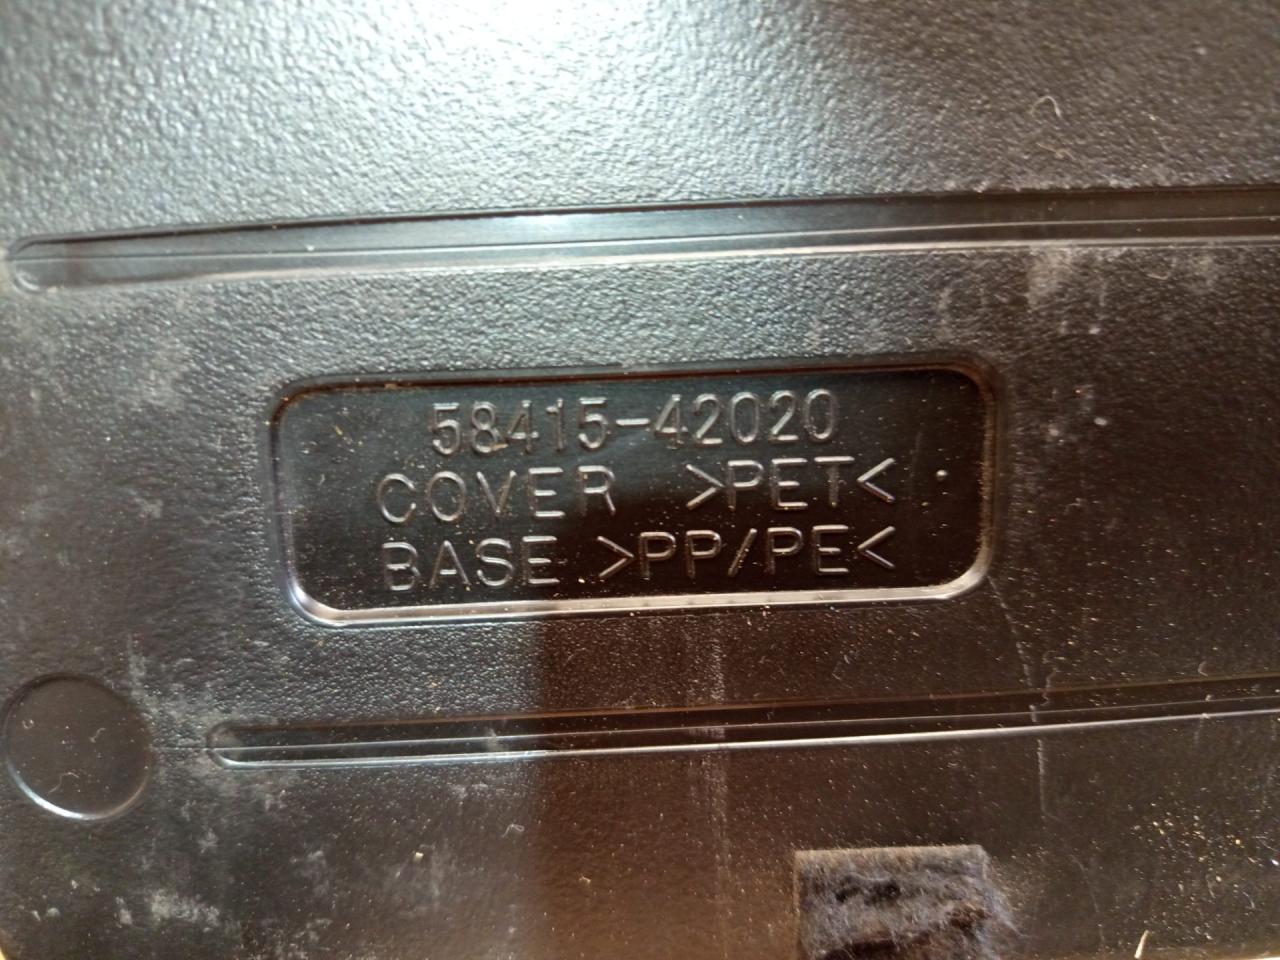 58415-42020
COVER >PET<
BASE >PP/PE<